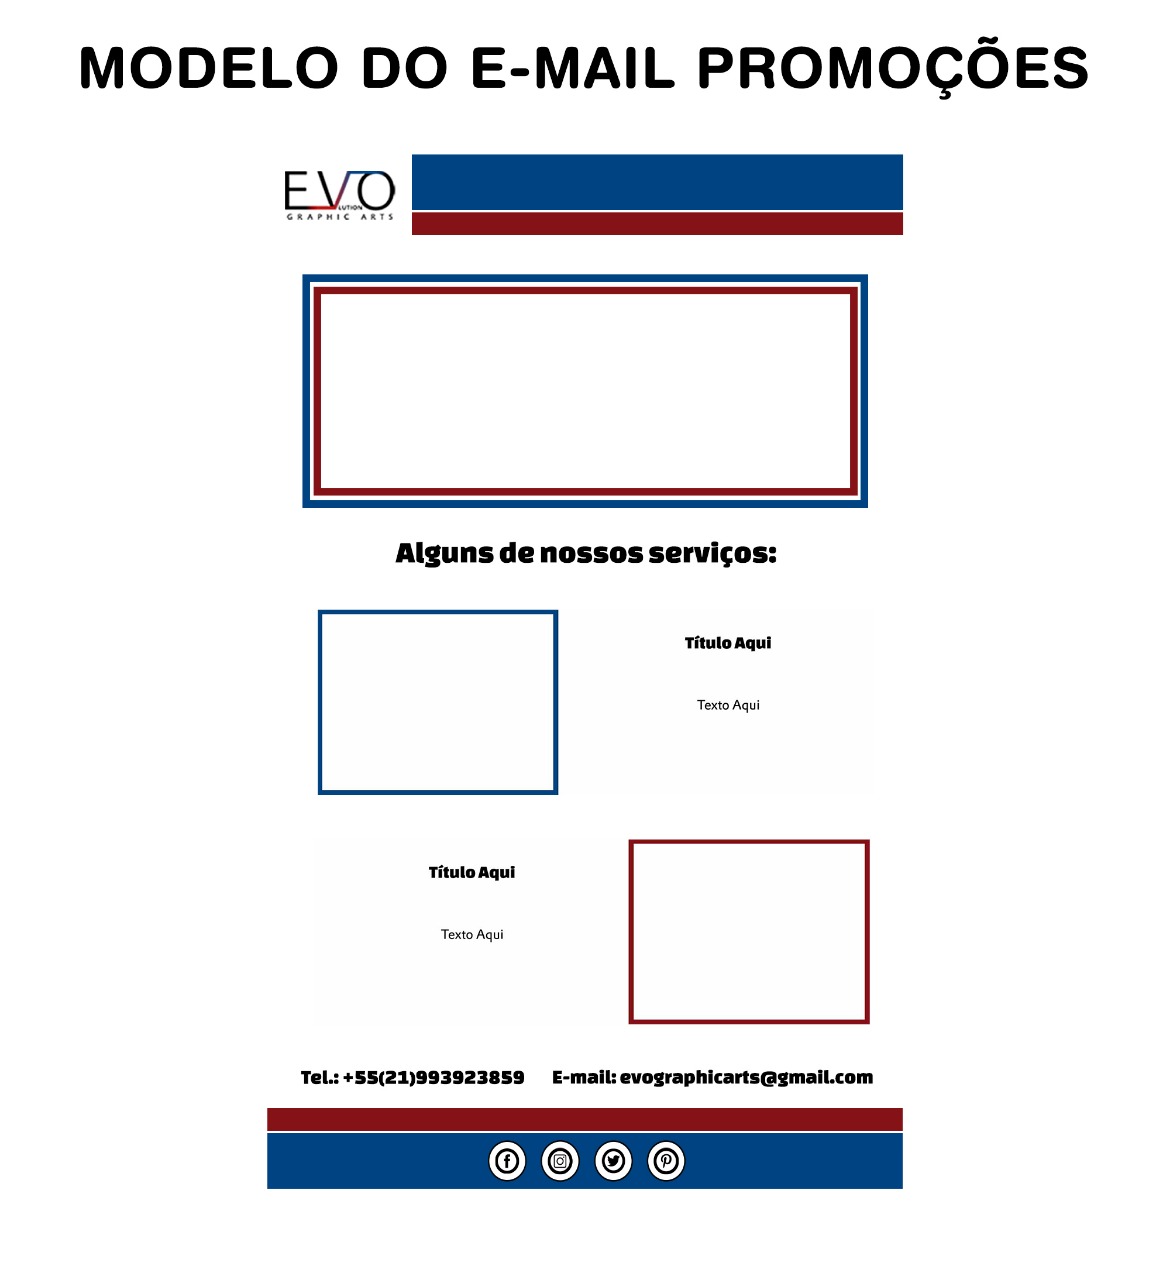 MODELO DO E-MAIL PROMOÇÕES
EVO
LUTION
GRAPHIC ARTS
Alguns de nossos serviços:
Título Aqui
Texto Aqui
Título Aqui
Texto Aqui
Tel.: +55(21)993923859 E-mail: evographicarts@gmail.com